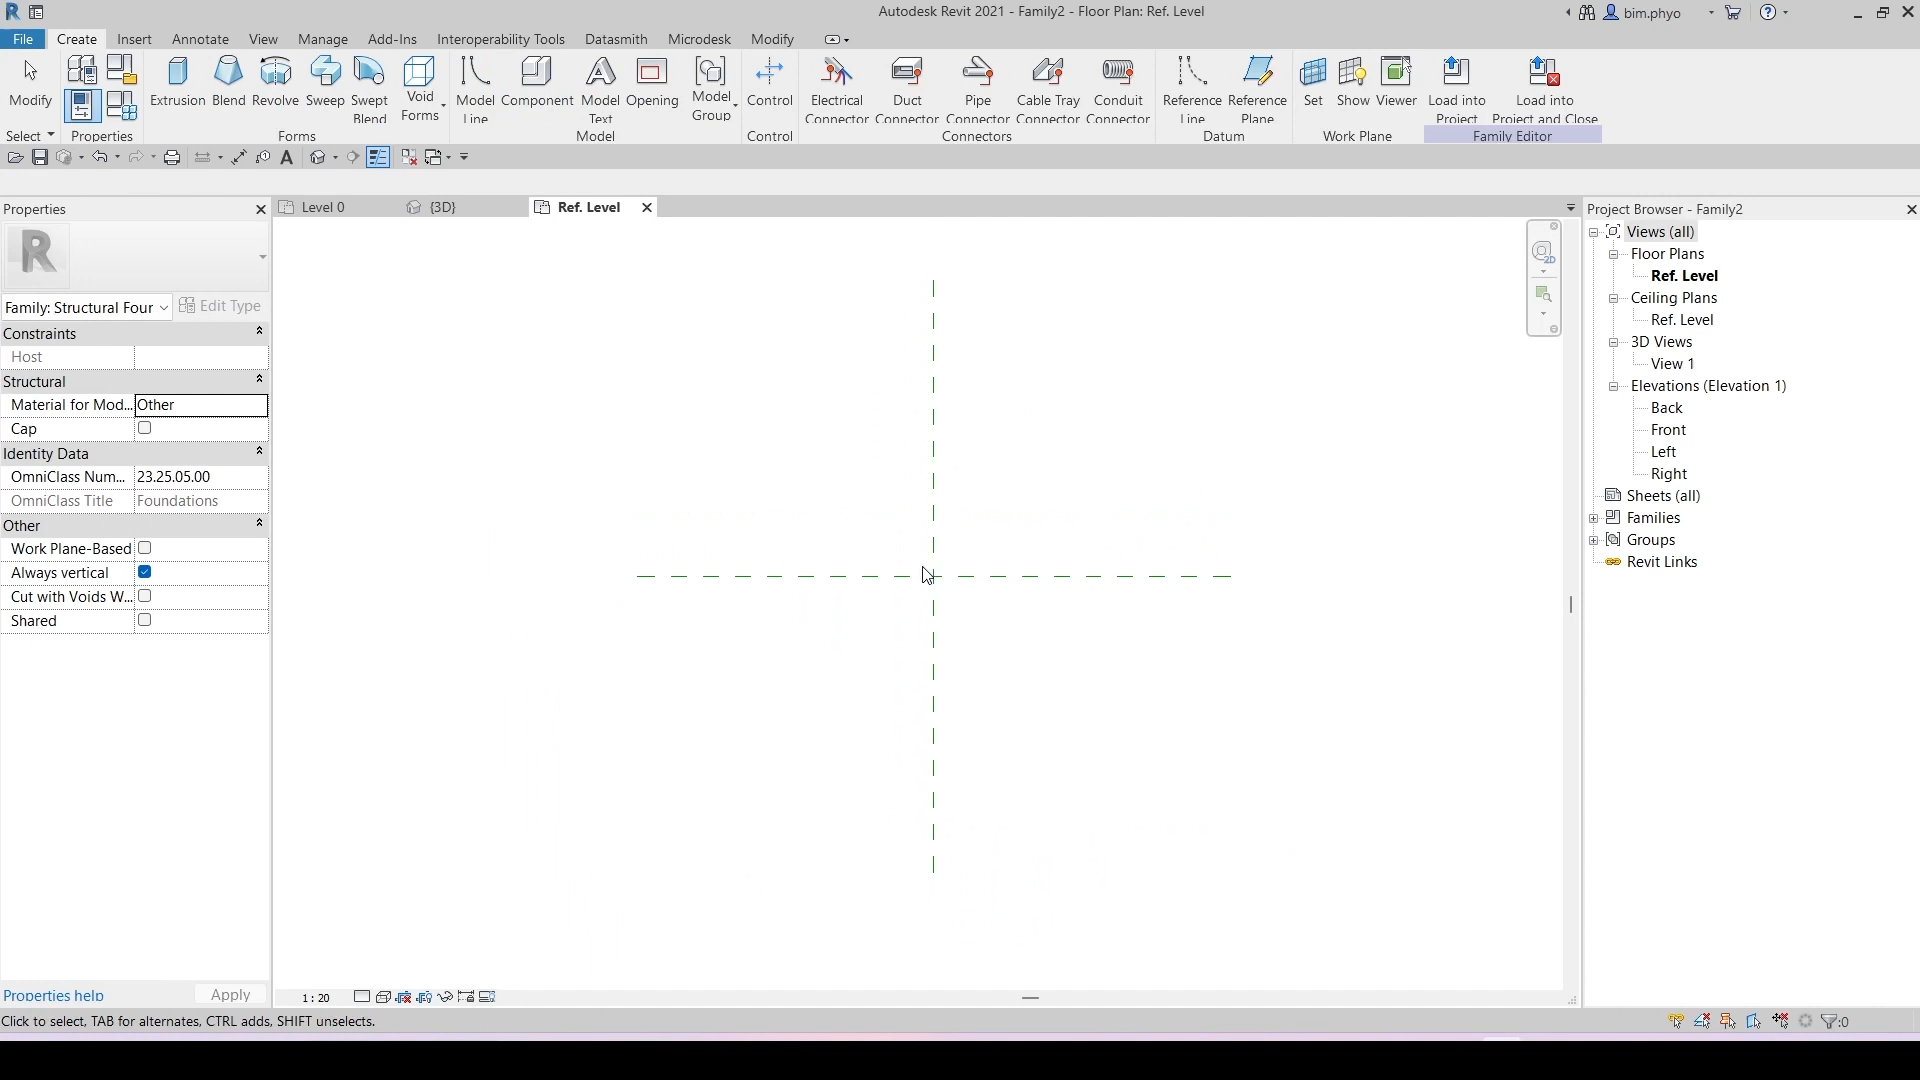 Autodesk Revit 2021 - Family2 - Floor Plan: Ref. Level
bim.phyo
File Create Insert Annotate View Manage Add-Ins Interoperability Tools Datasmith Microdesk Modify
Modify
Extrusion Blend Revolve Sweep Swept Blend Void Forms
Model Line Component Model Text Opening Model Group
Control
Electrical Connector Duct Connector Pipe Connector Cable Tray Connector Conduit Connector
Reference Line Reference Plane
Set Show Viewer
Load into Project Load into Project and Close
Select Properties Forms Model Control Connectors Datum Work Plane Family Editor
Properties
Level 0 {3D} Ref. Level
Project Browser - Family2
R
Family: Structural Four Edit Type
Constraints
Host
Structural
Material for Mod... Other
Cap
Identity Data
OmniClass Num... 23.25.05.00
OmniClass Title Foundations
Other
Work Plane-Based
Always vertical
Cut with Voids W...
Shared
Properties help Apply
2D
Views (all)
Floor Plans
Ref. Level
Ceiling Plans
Ref. Level
3D Views
View 1
Elevations (Elevation 1)
Back
Front
Left
Right
Sheets (all)
Families
Groups
Revit Links
1 : 20
Click to select, TAB for alternates, CTRL adds, SHIFT unselects.
:0